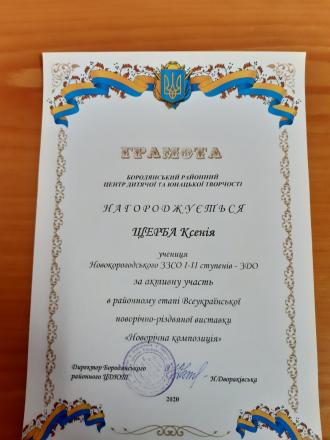 ГРАМОТА
БОРОДЯНСЬКИЙ РАЙОННИЙ
ЦЕНТР ДИТЯЧОЇ ТА ЮНАЦЬКОЇ ТВОРЧОСТІ
НАГОРОДЖУЄТЬСЯ
ЩЕРБА Ксенія
учениця
Новокорогодського ЗЗСО І-ІІ ступенів - ЗДО
за активну участь
в районному етапі Всеукраїнської
новорічно-різдвяної виставки
«Новорічна композиція»
Директор Бородянського
районного ЦДЮТ
Н.Двораківська
2020